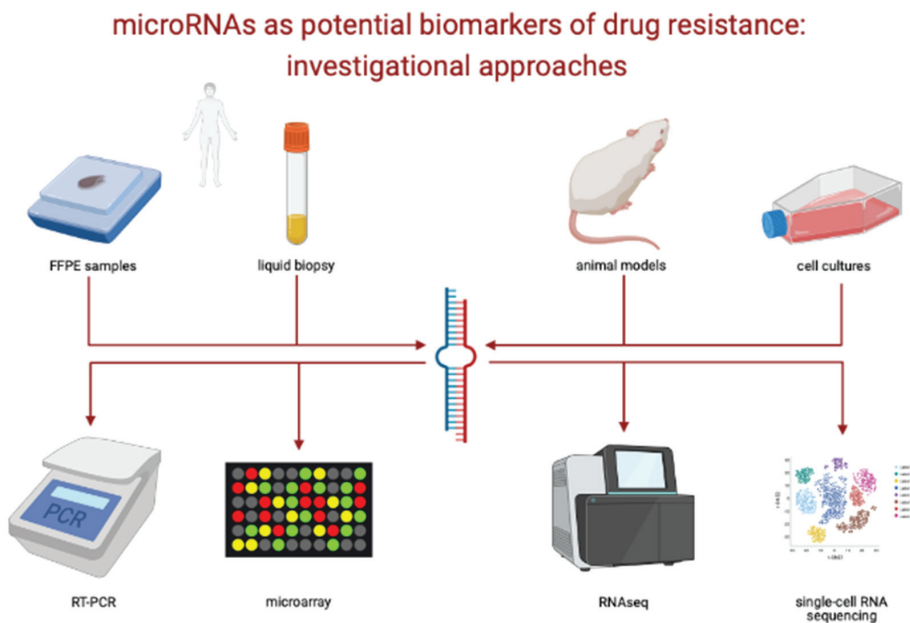 microRNAs as potential biomarkers of drug resistance:
investigational approaches
FFPE samples
liquid biopsy
animal models
cell cultures
PCR
RT-PCR
microarray
RNAseq
single-cell RNA
sequencing